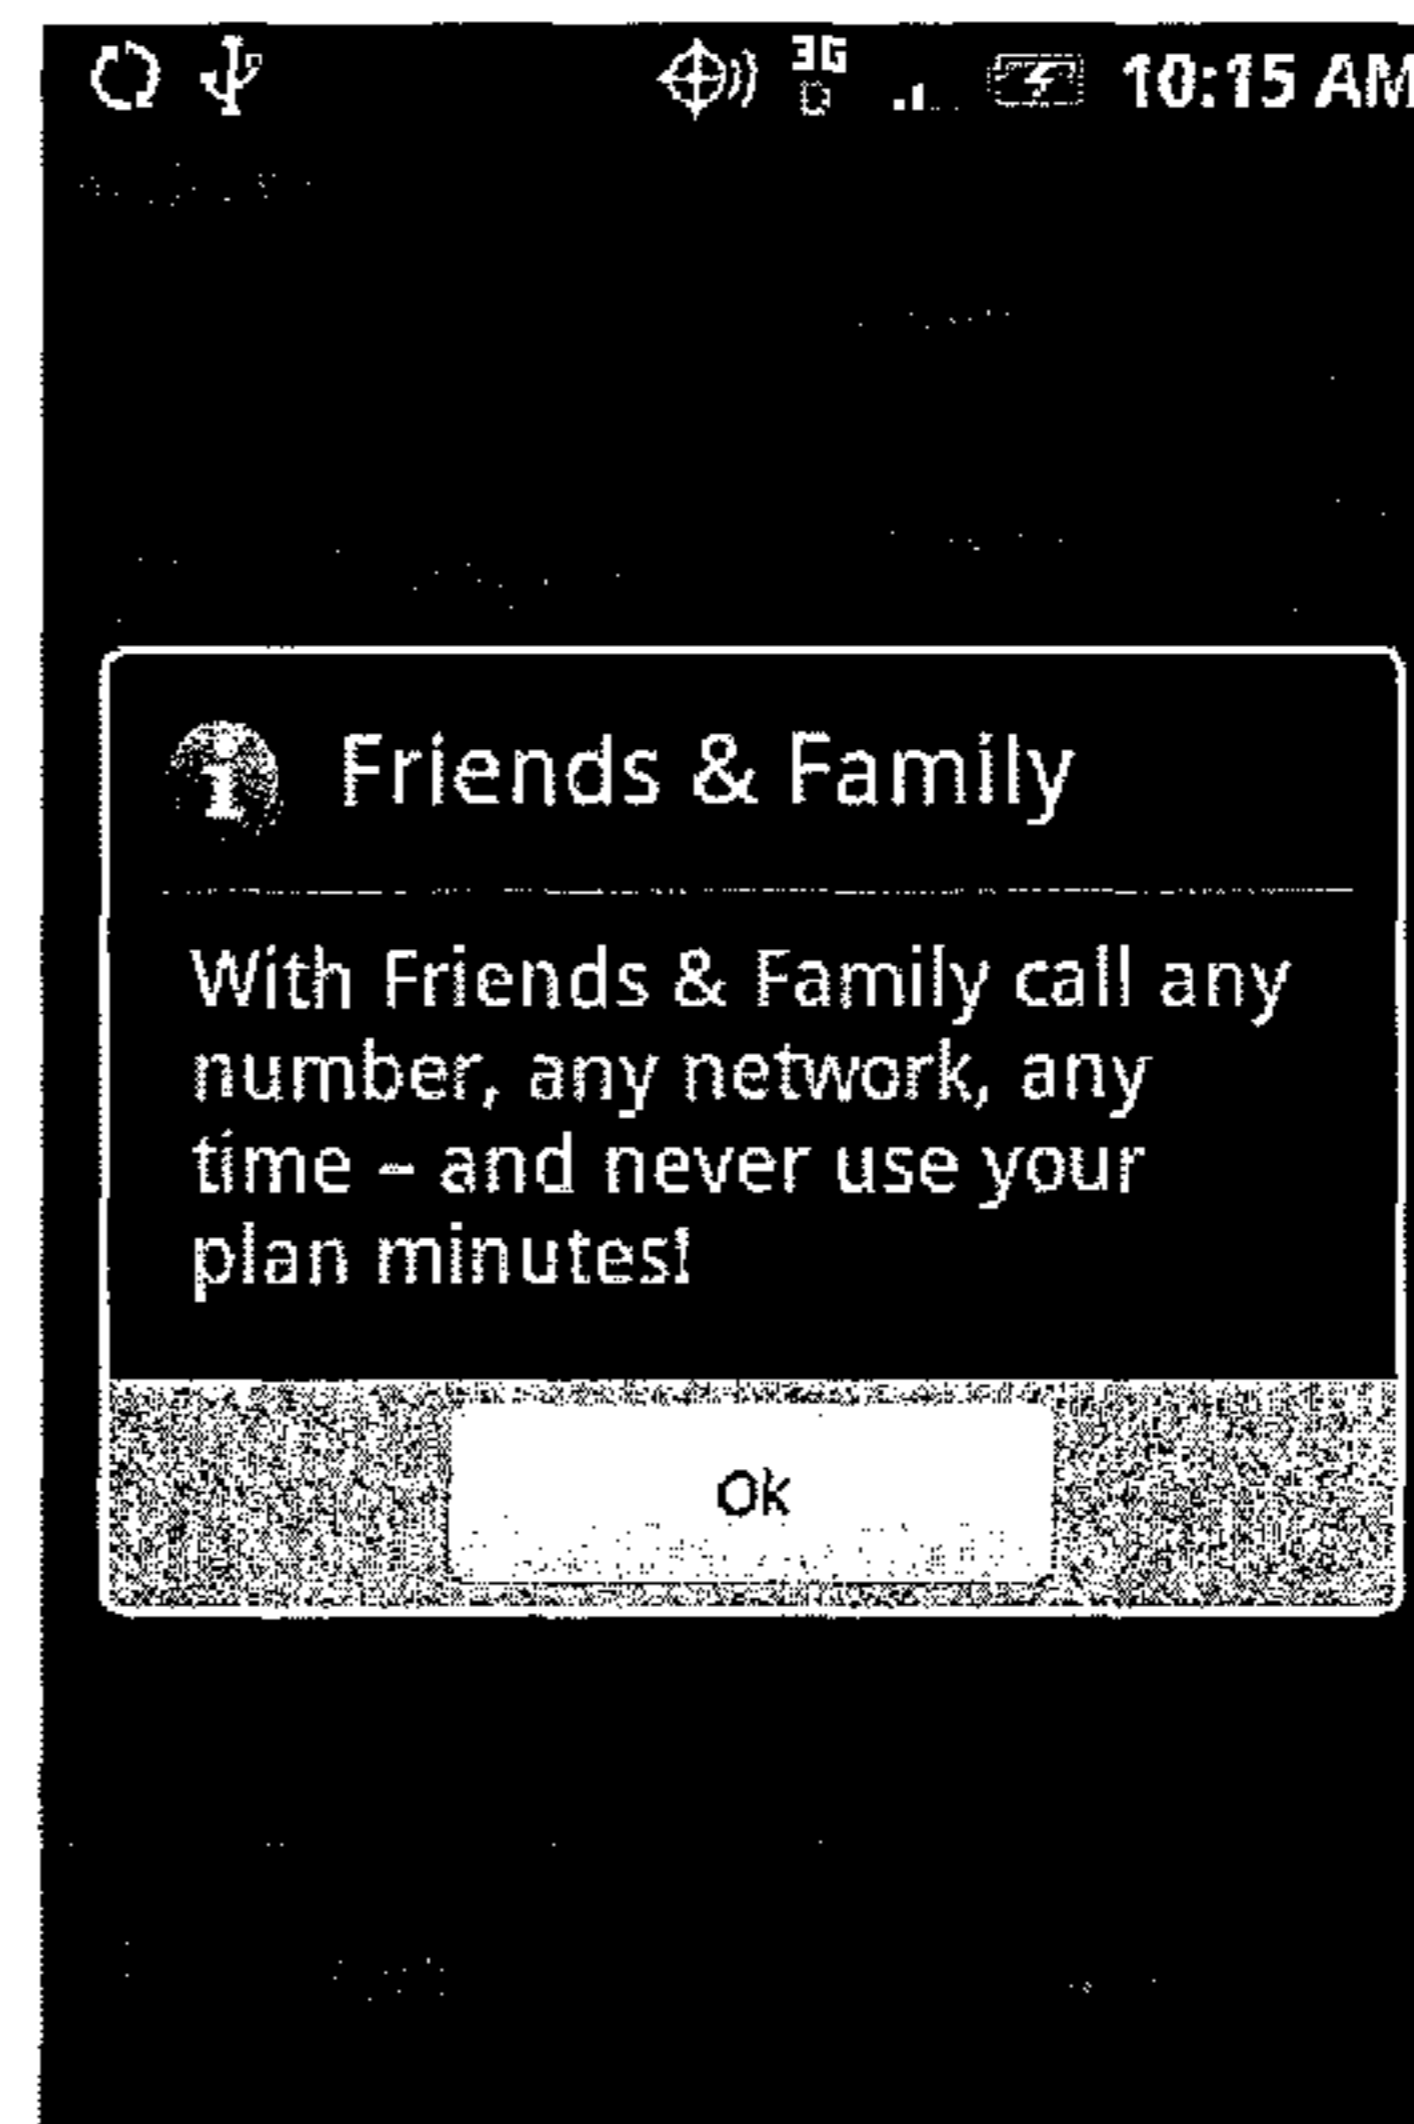 3G 10:15 AM
Friends & Family
With Friends & Family call any
number, any network, any
time – and never use your
plan minutes!
Ok